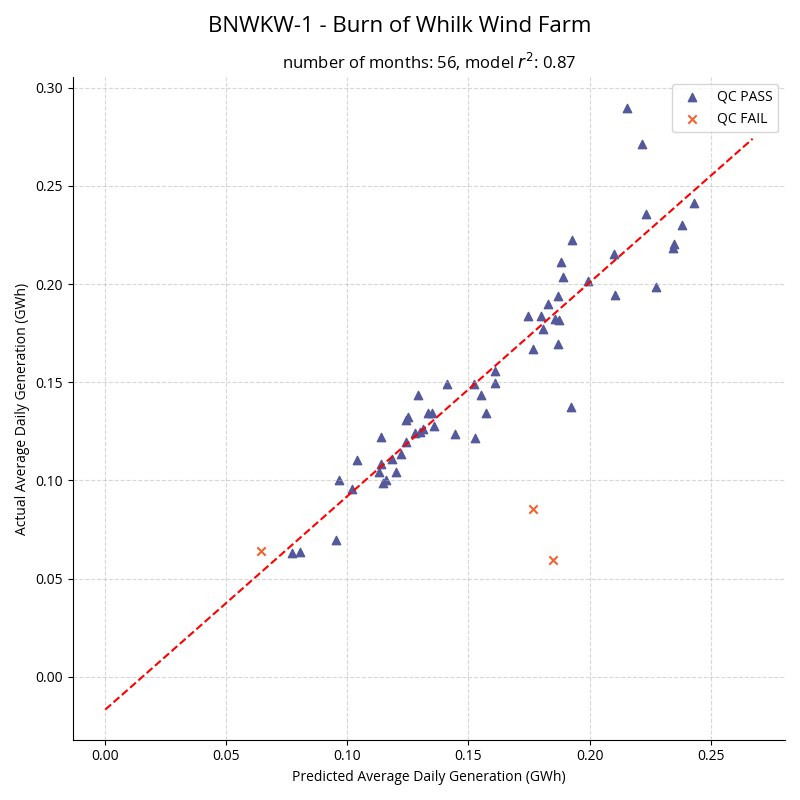 BNWKW-1 - Burn of Whilk Wind Farm
number of months: 56, model r²: 0.87
QC PASS
QC FAIL
0.30
0.25
0.20
0.15
0.10
0.05
0.00
Actual Average Daily Generation (GWh)
0.00 0.05 0.10 0.15 0.20 0.25
Predicted Average Daily Generation (GWh)